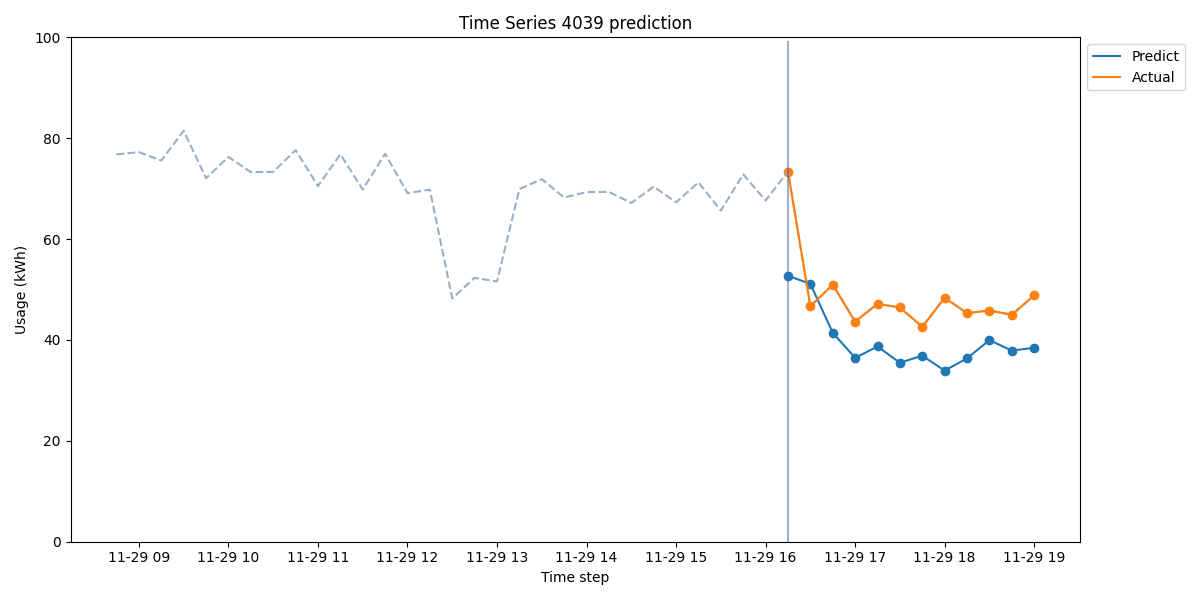 Time Series 4039 prediction
Predict
Actual
100
80
60
40
20
0
Usage (kWh)
11-29 09 11-29 10 11-29 11 11-29 12 11-29 13 11-29 14 11-29 15 11-29 16 11-29 17 11-29 18 11-29 19
Time step